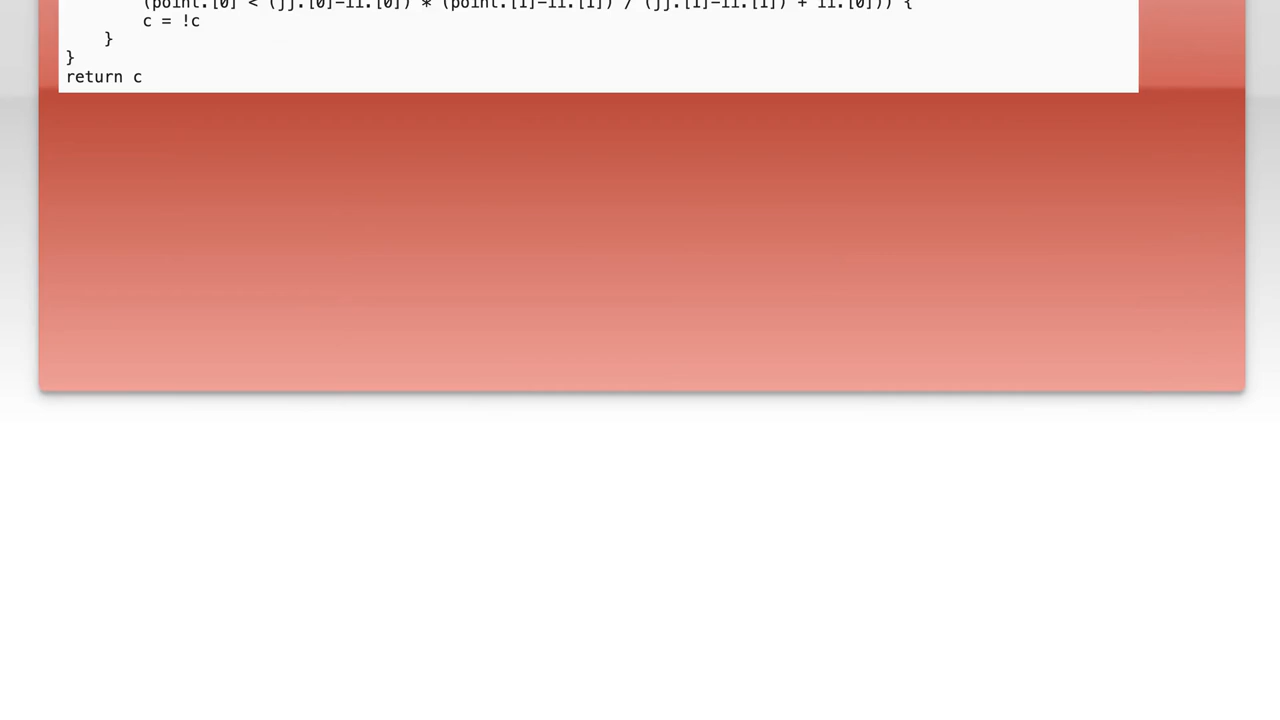 (point.[0] < (jj.[0]-ii.[0]) * (point.[1]-ii.[1]) / (jj.[1]-ii.[1]) + ii.[0])) {
c = !c
}
}
return c